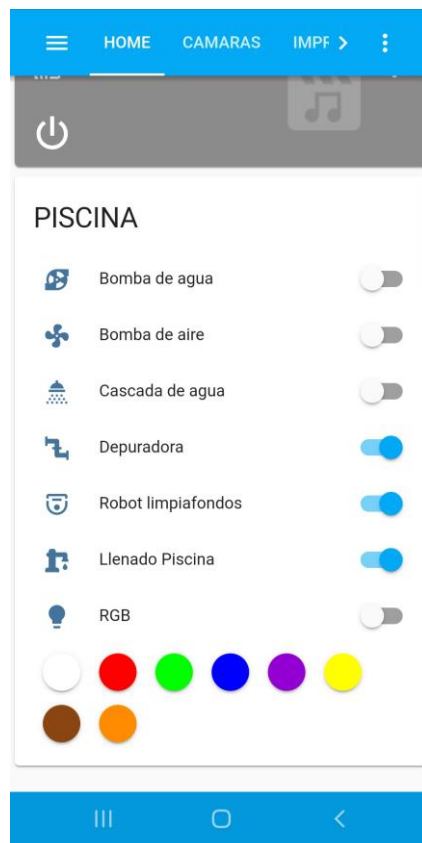 HOME
CAMARAS
IMPR
PISCINA
Bomba de agua
Bomba de aire
Cascada de agua
Depuradora
Robot limpiafondos
Llenado Piscina
RGB